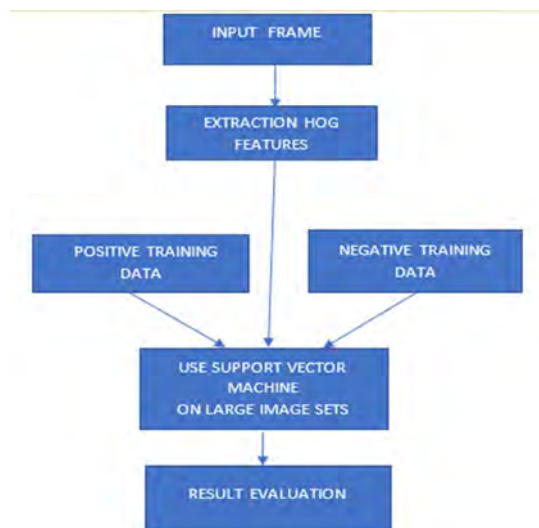 INPUT FRAME
EXTRACTION HOG
FEATURES
POSITIVE TRAINING
DATA
NEGATIVE TRAINING
DATA
USE SUPPORT VECTOR
MACHINE
ON LARGE IMAGE SETS
RESULT EVALUATION